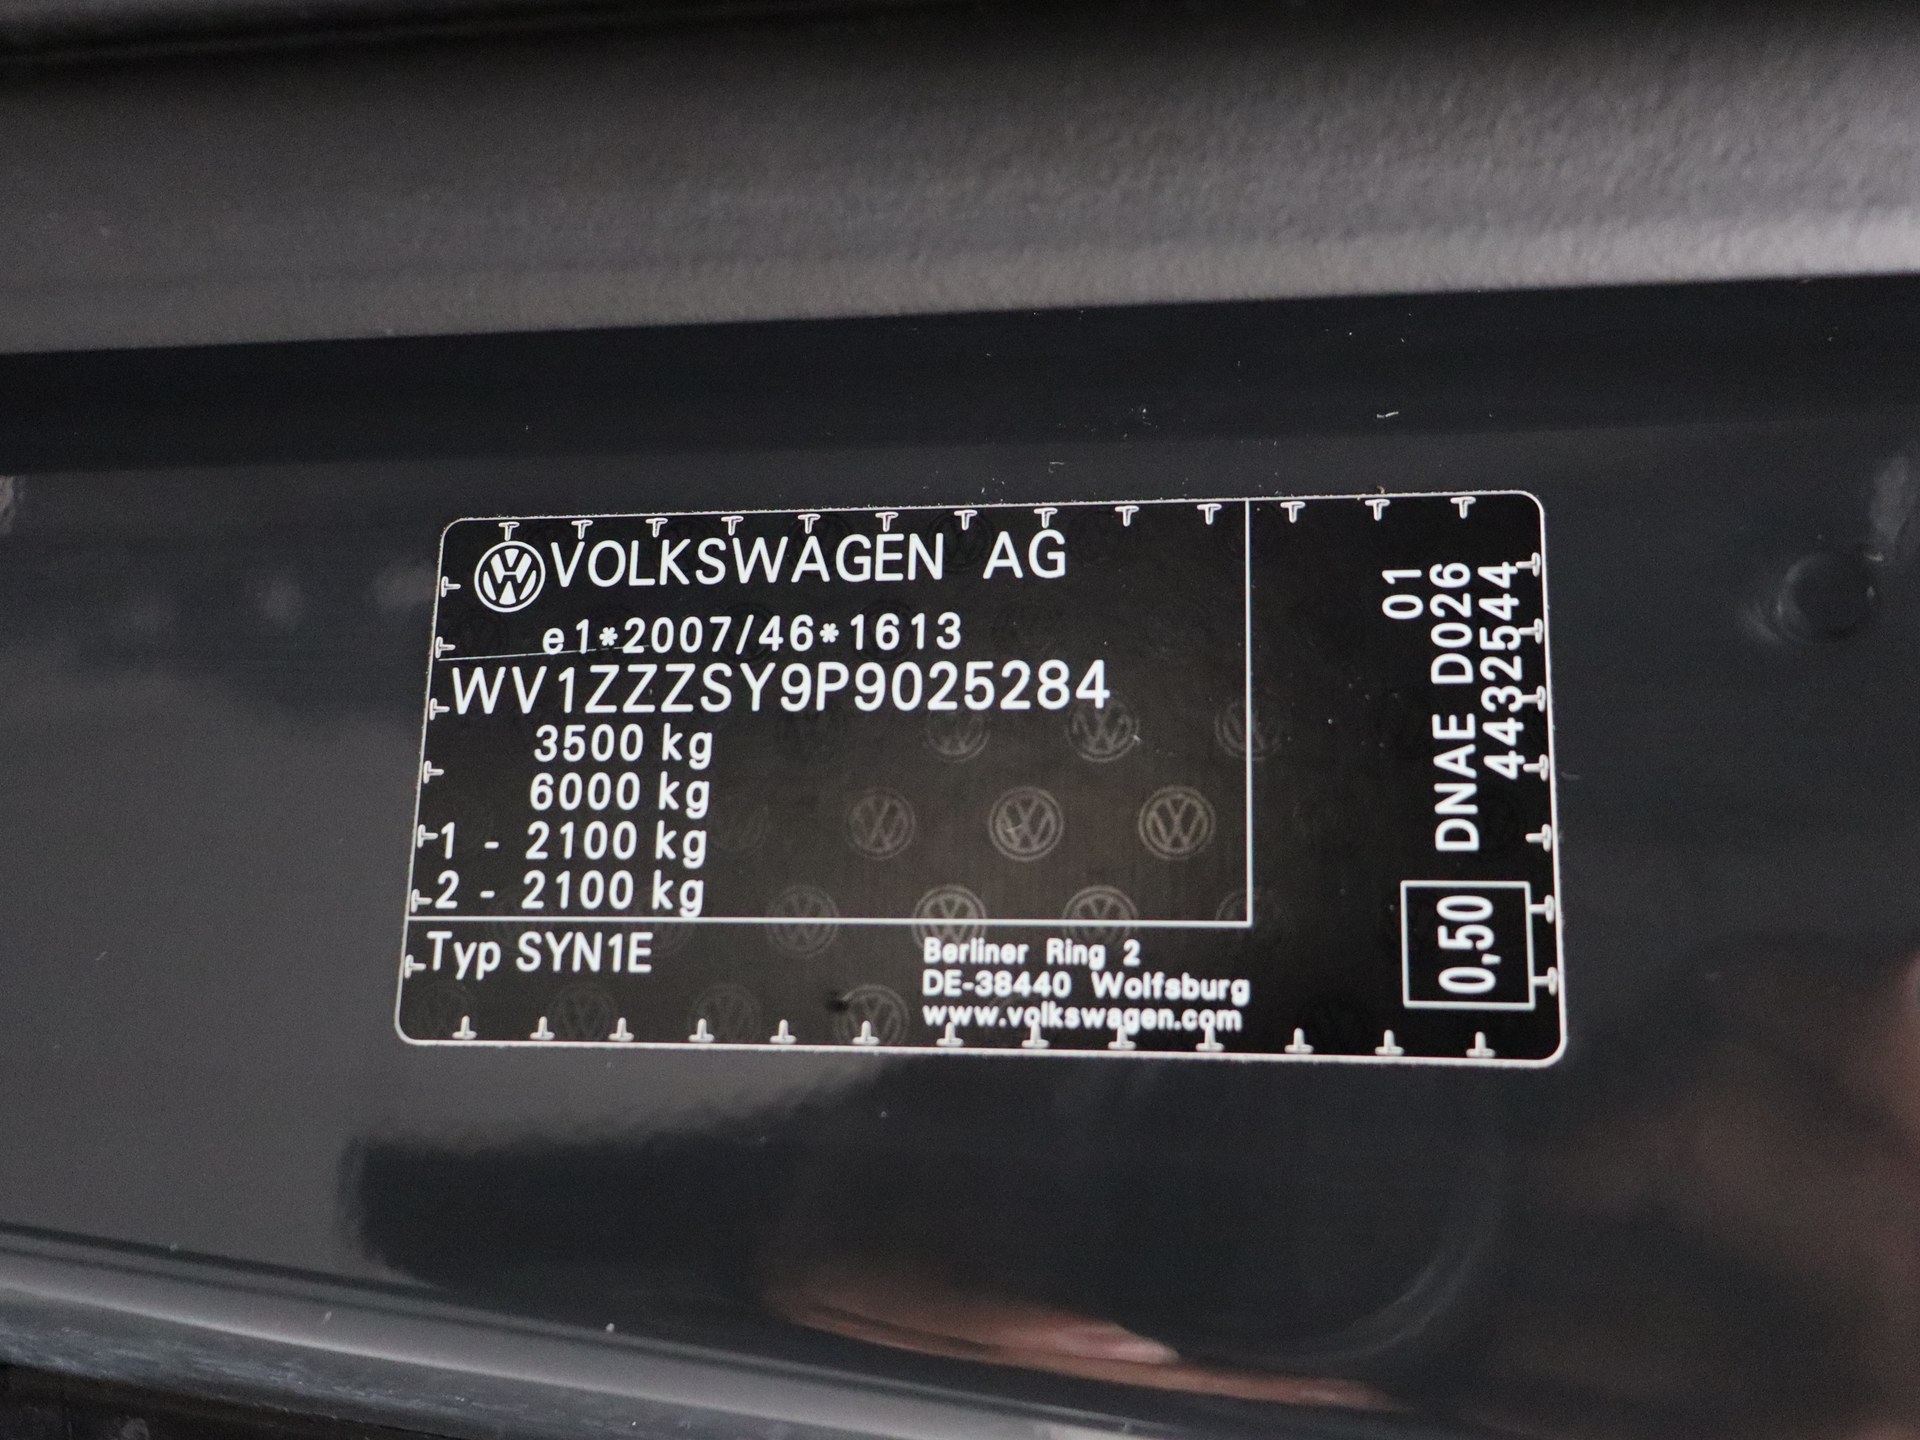 VOLKSWAGEN AG
e1*2007/46*1613
WV1ZZZSY9P9025284
3500 kg
6000 kg
1 - 2100 kg
2 - 2100 kg
Typ SYN1E
Berliner Ring 2
DE-38440 Wolfsburg
www.volkswagen.com
01
DNAE D026
4432544
0,50